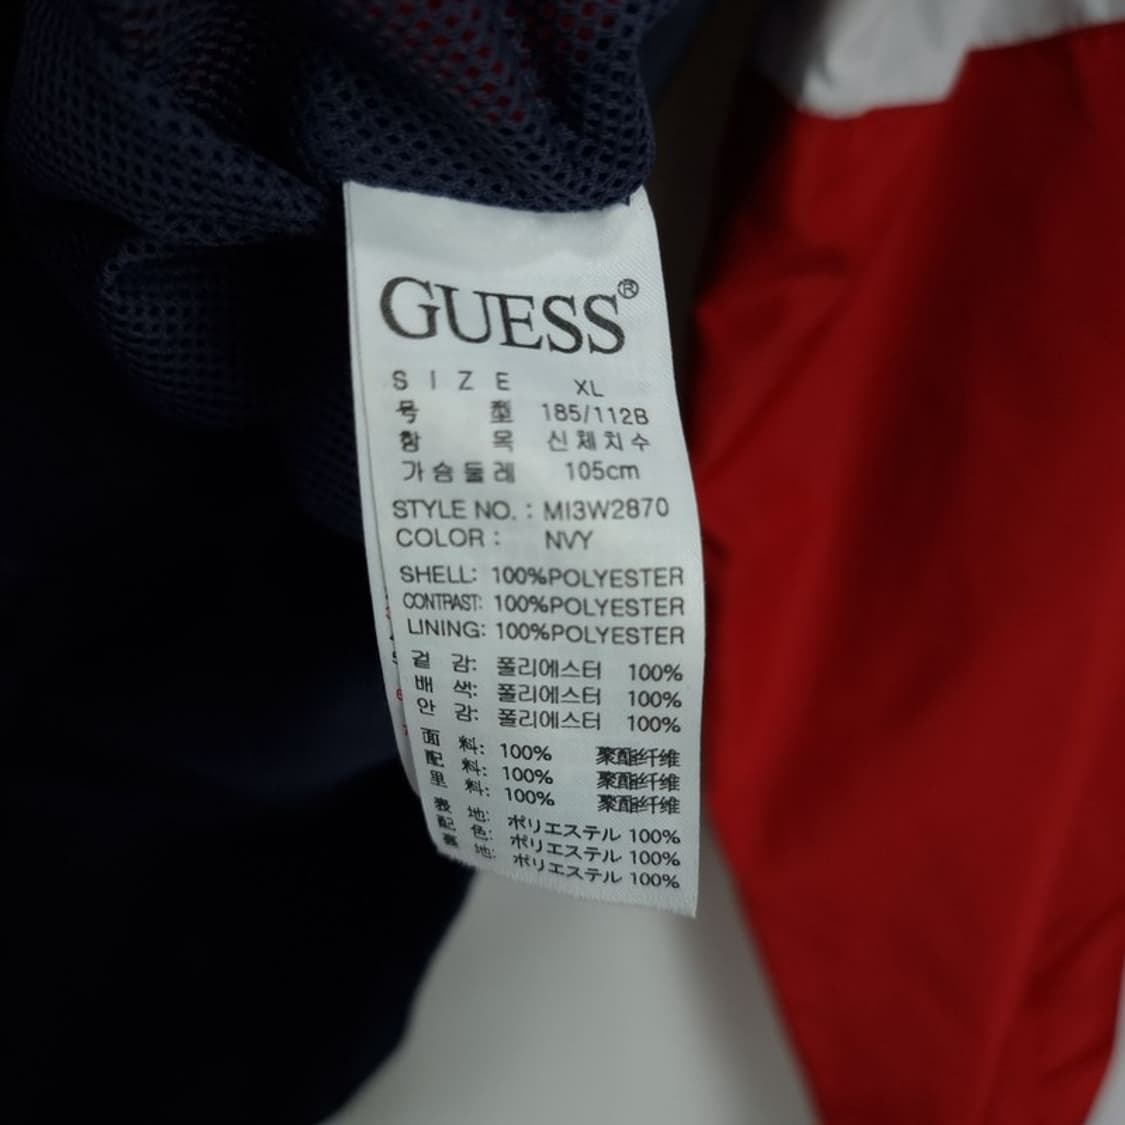 GUESS®
SIZE XL
号型 185/112B
항목 신체치수
가슴둘레 105cm
STYLE NO. : MI3W2870
COLOR : NVY
SHELL: 100%POLYESTER
CONTRAST: 100%POLYESTER
LINING: 100%POLYESTER
겉감: 폴리에스터 100%
배색: 폴리에스터 100%
안감: 폴리에스터 100%
面料: 100% 聚酯纤维
配料: 100% 聚酯纤维
里料: 100% 聚酯纤维
表地: ポリエステル 100%
配色: ポリエステル 100%
裏地: ポリエステル 100%